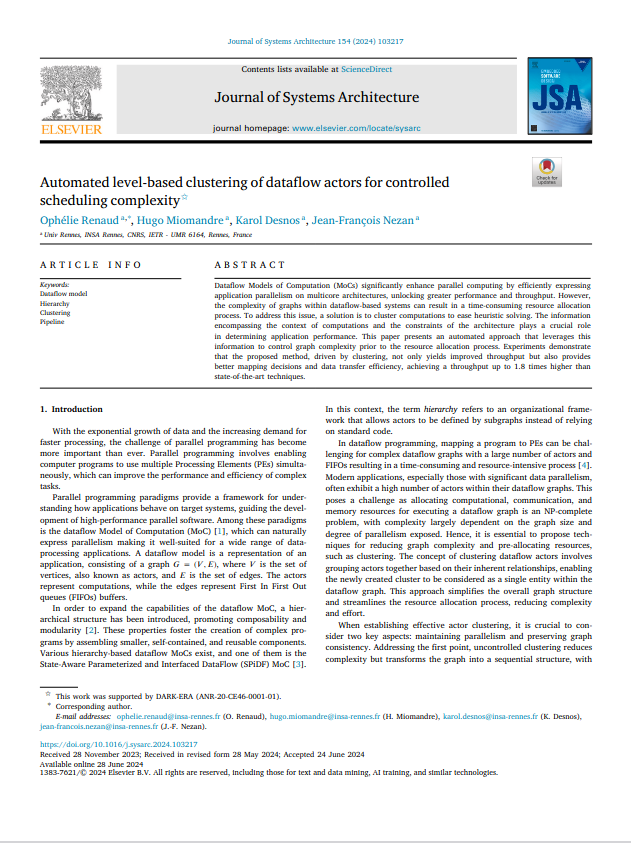 Journal of Systems Architecture 154 (2024) 103217
Contents lists available at ScienceDirect
Journal of Systems Architecture
journal homepage: www.elsevier.com/locate/sysarc
ELSEVIER
JSA
Check for
updates
Automated level-based clustering of dataflow actors for controlled
scheduling complexity☆
Ophélie Renaud a,*, Hugo Miomandre a, Karol Desnos a, Jean-François Nezan a
a Univ Rennes, INSA Rennes, CNRS, IETR - UMR 6164, Rennes, France
ARTICLE INFO
Keywords:
Dataflow model
Hierarchy
Clustering
Pipeline
ABSTRACT
Dataflow Models of Computation (MoCs) significantly enhance parallel computing by efficiently expressing
application parallelism on multicore architectures, unlocking greater performance and throughput. However,
the complexity of graphs within dataflow-based systems can result in a time-consuming resource allocation
process. To address this issue, a solution is to cluster computations to ease heuristic solving. The information
encompassing the context of computations and the constraints of the architecture plays a crucial role
in determining application performance. This paper presents an automated approach that leverages this
information to control graph complexity prior to the resource allocation process. Experiments demonstrate
that the proposed method, driven by clustering, not only yields improved throughput but also provides
better mapping decisions and data transfer efficiency, achieving a throughput up to 1.8 times higher than
state-of-the-art techniques.
1. Introduction
With the exponential growth of data and the increasing demand for
faster processing, the challenge of parallel programming has become
more important than ever. Parallel programming involves enabling
computer programs to use multiple Processing Elements (PEs) simulta-
neously, which can improve the performance and efficiency of complex
tasks.
Parallel programming paradigms provide a framework for under-
standing how applications behave on target systems, guiding the devel-
opment of high-performance parallel software. Among these paradigms
is the dataflow Model of Computation (MoC) [1], which can naturally
express parallelism making it well-suited for a wide range of data-
processing applications. A dataflow model is a representation of an
application, consisting of a graph G = ⟨V, E⟩, where V is the set of
vertices, also known as actors, and E is the set of edges. The actors
represent computations, while the edges represent First In First Out
queues (FIFOs) buffers.
In order to expand the capabilities of the dataflow MoC, a hier-
archical structure has been introduced, promoting composability and
modularity [2]. These properties foster the creation of complex pro-
grams by assembling smaller, self-contained, and reusable components.
Various hierarchy-based dataflow MoCs exist, and one of them is the
State-Aware Parameterized and Interfaced DataFlow (SPiDF) MoC [3].
In this context, the term hierarchy refers to an organizational frame-
work that allows actors to be defined by subgraphs instead of relying
on standard code.
In dataflow programming, mapping a program to PEs can be chal-
lenging for complex dataflow graphs with a large number of actors and
FIFOs resulting in a time-consuming and resource-intensive process [4].
Modern applications, especially those with significant data parallelism,
often exhibit a high number of actors within their dataflow graphs. This
poses a challenge as allocating computational, communication, and
memory resources for executing a dataflow graph is an NP-complete
problem, with complexity largely dependent on the graph size and
degree of parallelism exposed. Hence, it is essential to propose tech-
niques for reducing graph complexity and pre-allocating resources,
such as clustering. The concept of clustering dataflow actors involves
grouping actors together based on their inherent relationships, enabling
the newly created cluster to be considered as a single entity within the
dataflow graph. This approach simplifies the overall graph structure
and streamlines the resource allocation process, reducing complexity
and effort.
When establishing effective actor clustering, it is crucial to con-
sider two key aspects: maintaining parallelism and preserving graph
consistency. Addressing the first point, uncontrolled clustering reduces
complexity but transforms the graph into a sequential structure, with
☆ This work was supported by DARK-ERA (ANR-20-CE46-0001-01).
* Corresponding author.
E-mail addresses: ophelie.renaud@insa-rennes.fr (O. Renaud), hugo.miomandre@insa-rennes.fr (H. Miomandre), karol.desnos@insa-rennes.fr (K. Desnos),
jean-francois.nezan@insa-rennes.fr (J.-F. Nezan).
https://doi.org/10.1016/j.sysarc.2024.103217
Received 28 November 2023; Received in revised form 28 May 2024; Accepted 24 June 2024
Available online 28 June 2024
1383-7621/© 2024 Elsevier B.V. All rights are reserved, including those for text and data mining, AI training, and similar technologies.